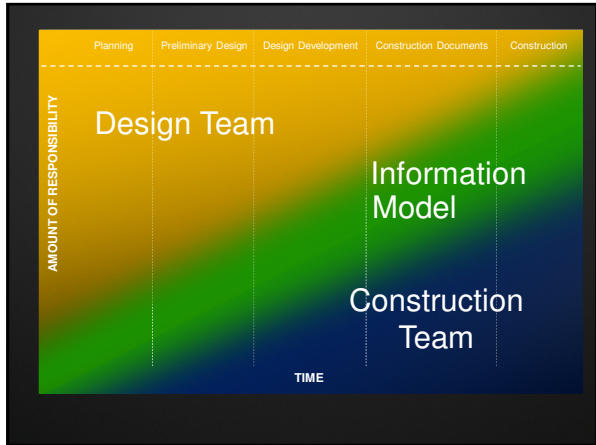 Planning Preliminary Design Design Development Construction Documents Construction
AMOUNT OF RESPONSIBILITY
Design Team
Information
Model
Construction
Team
TIME